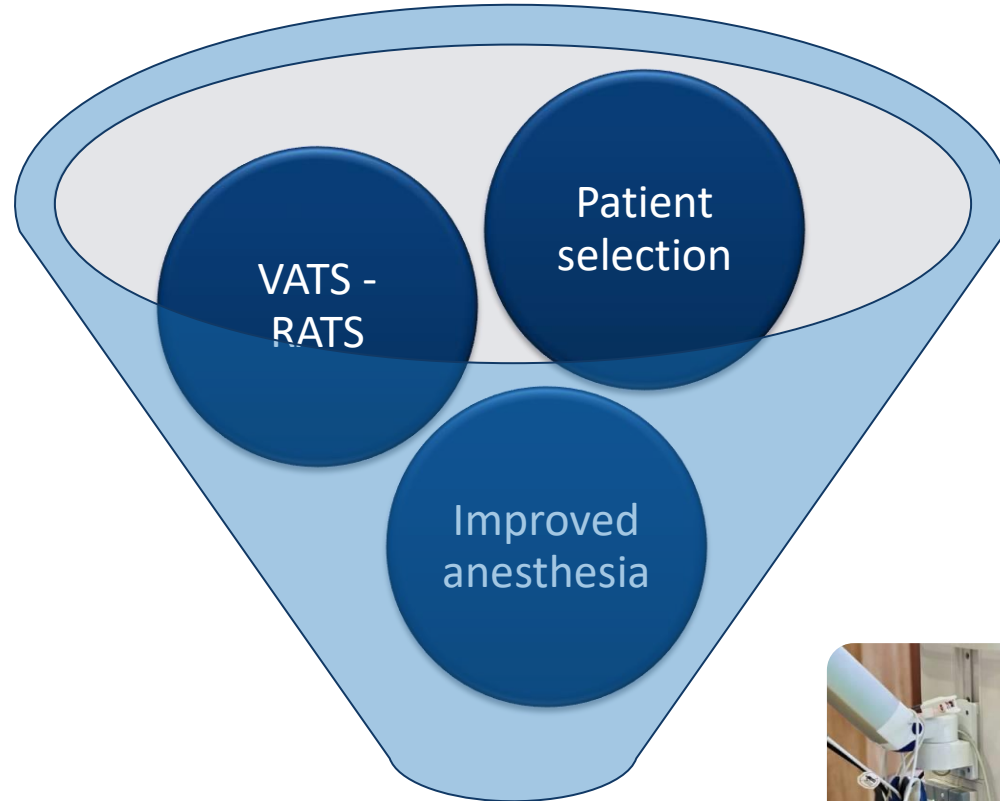 VATS -
RATS
Patient
selection
Improved
anesthesia